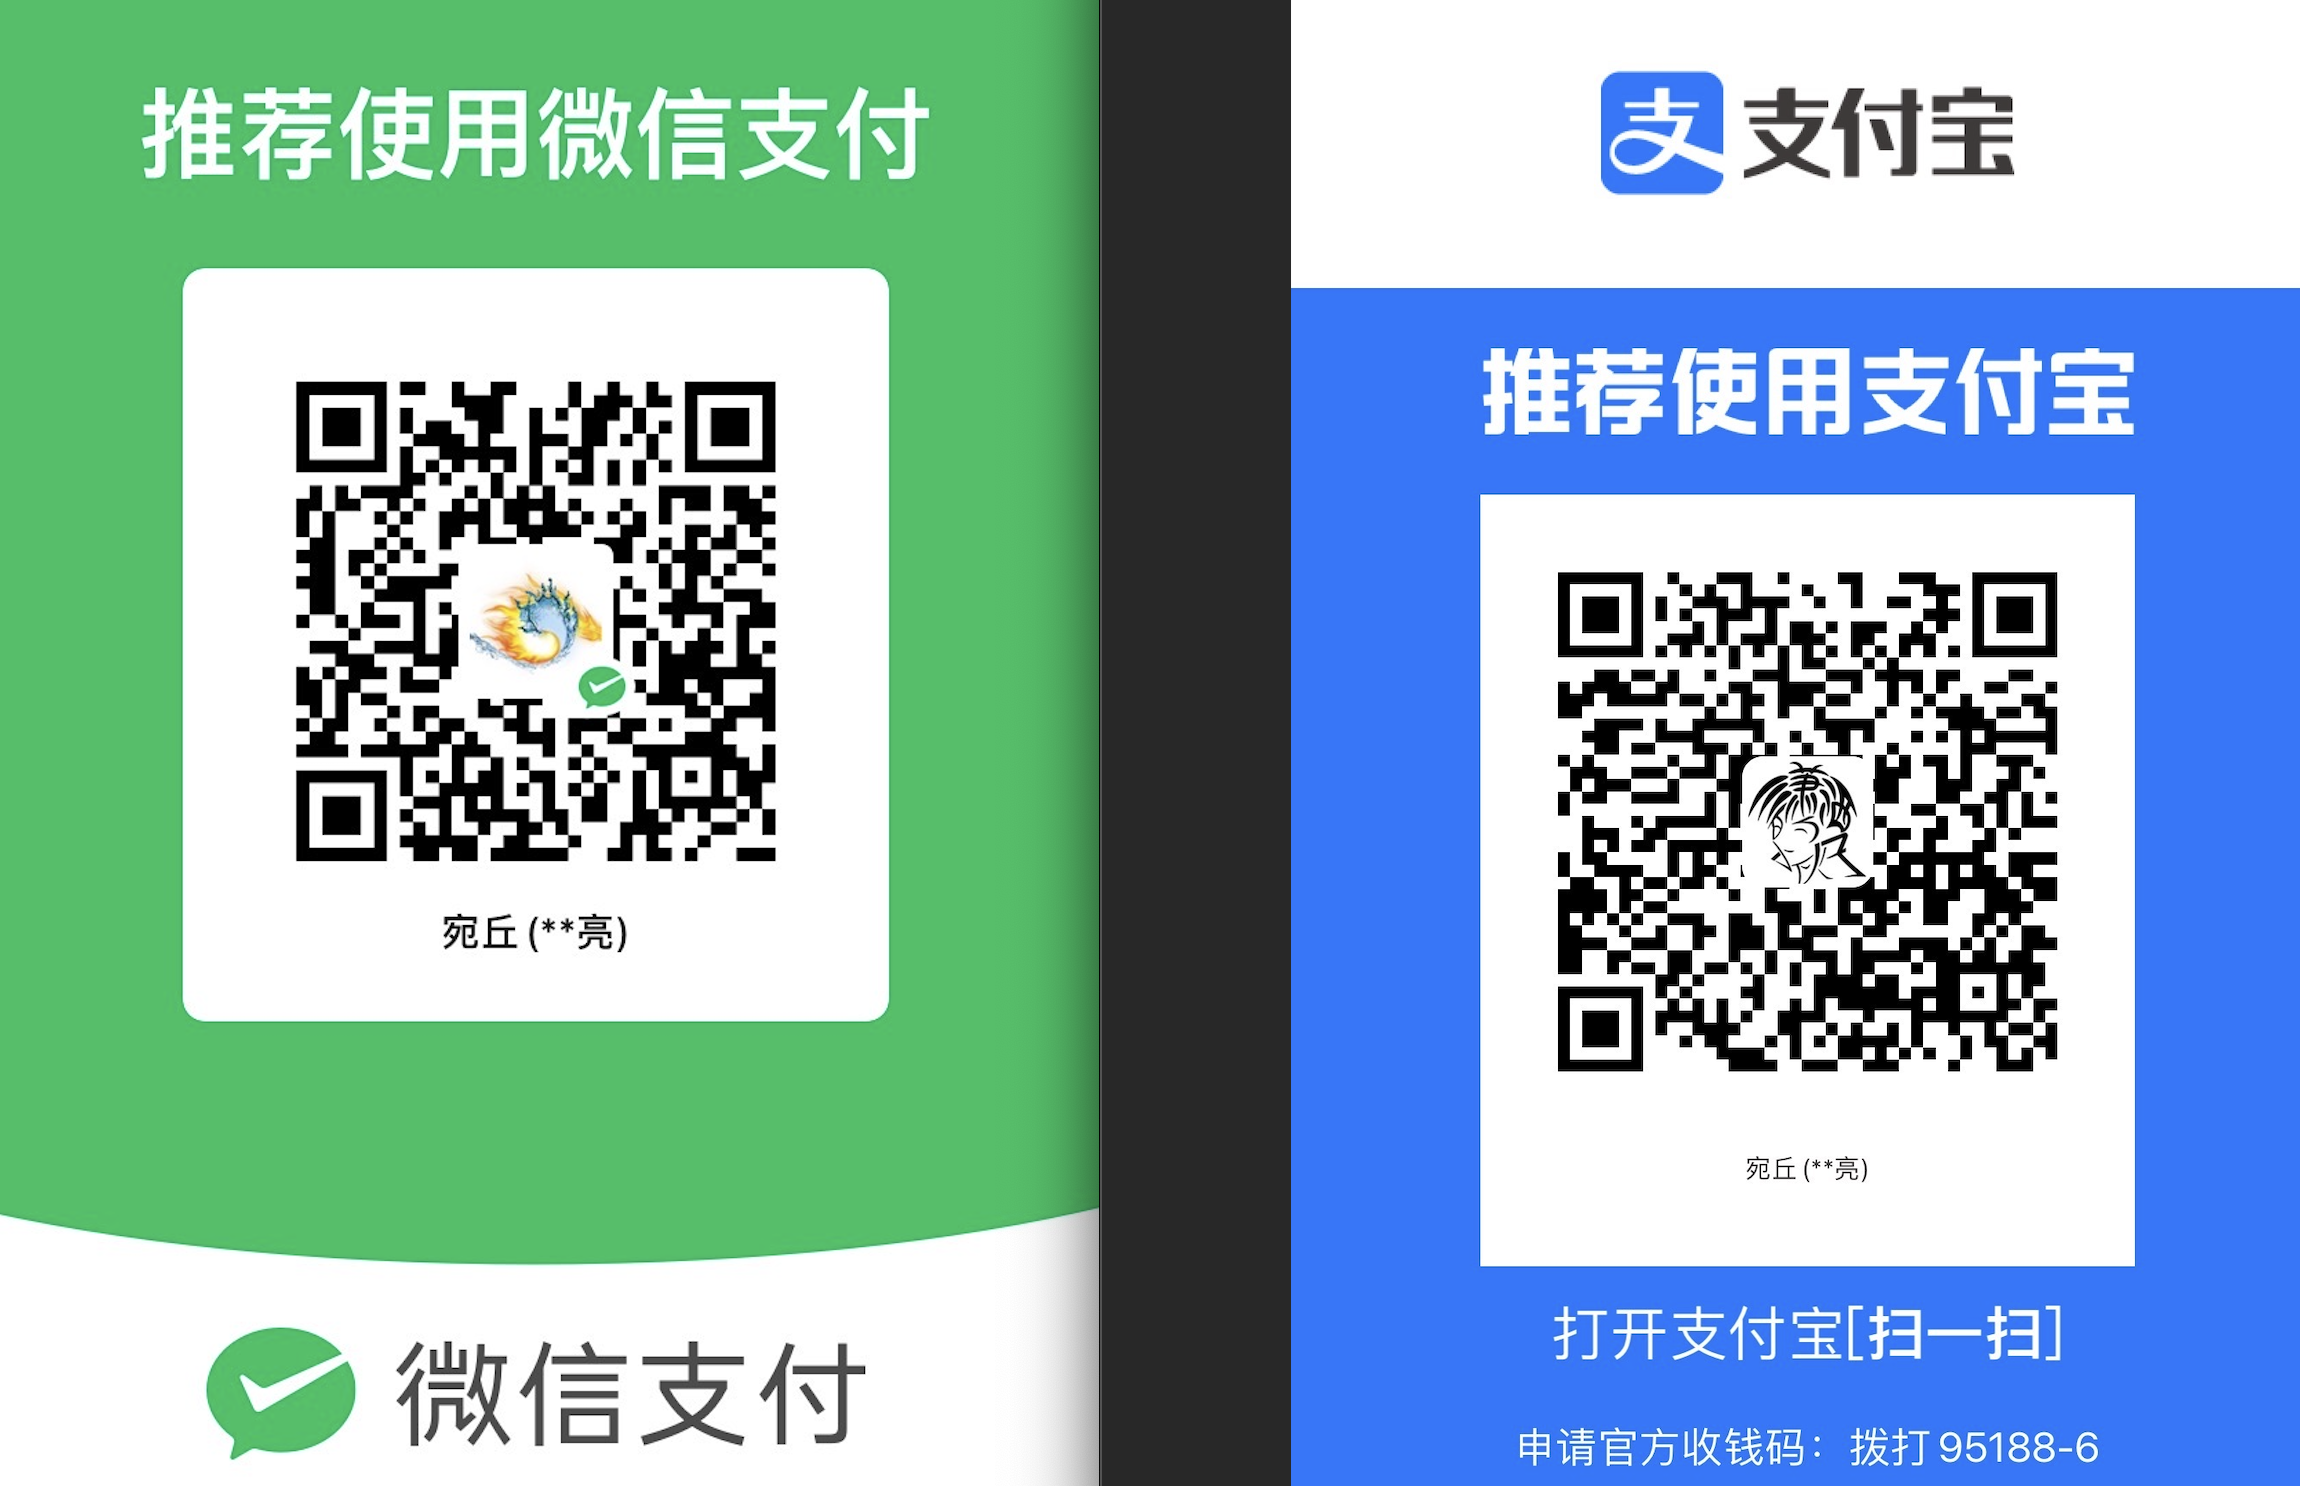 推荐使用微信支付
宛丘 (**亮)
微信支付
支 支付宝
推荐使用支付宝
宛丘 (**亮)
打开支付宝[扫一扫]
申请官方收钱码：拨打 95188-6